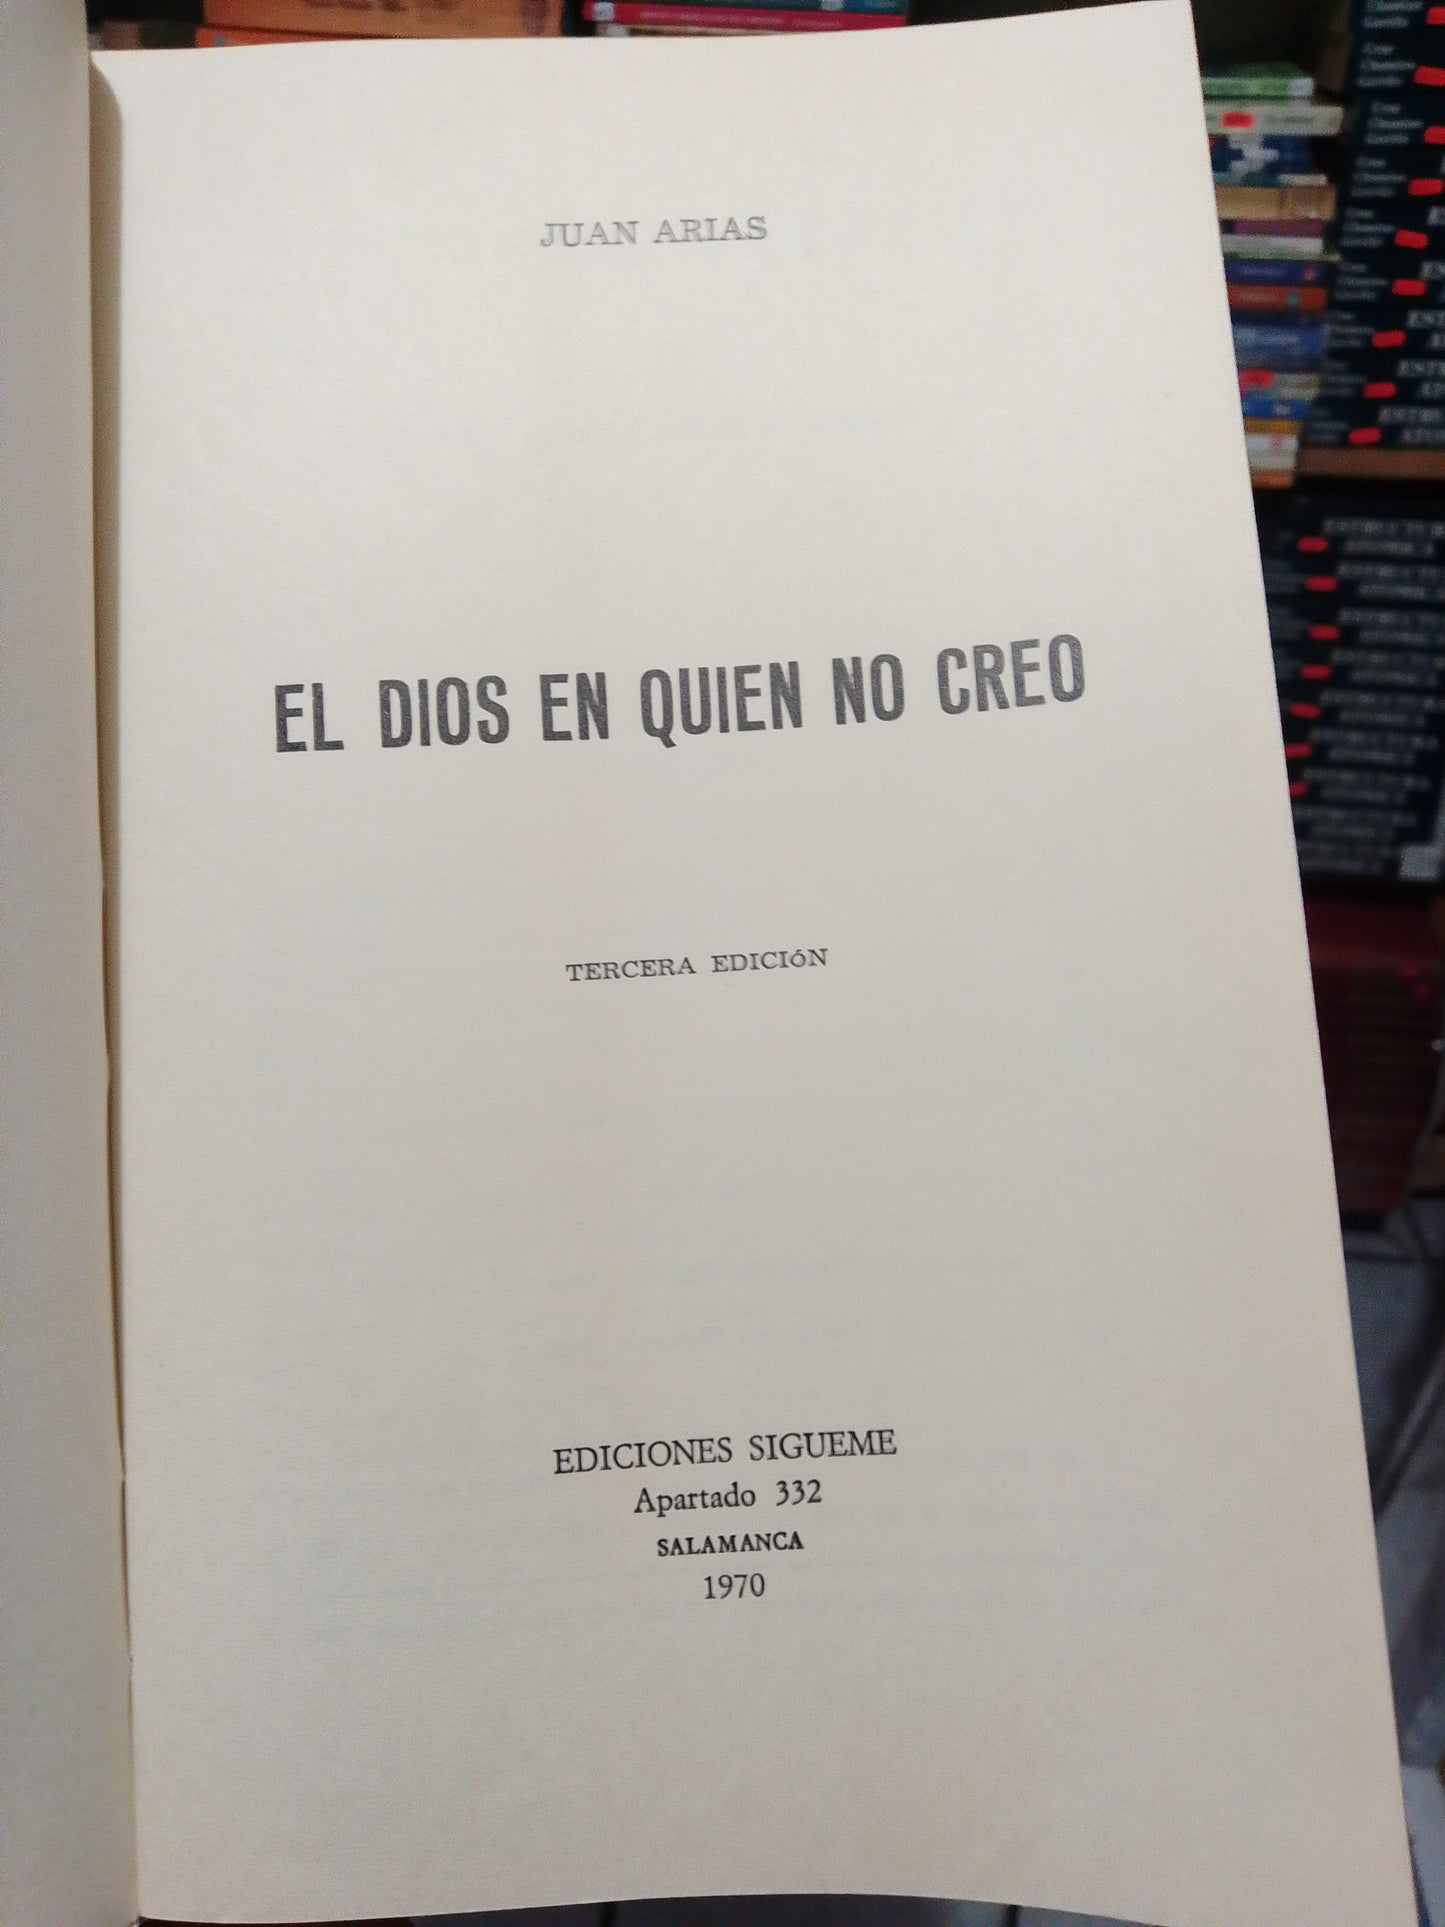 JUAN ARIAS
EL DIOS EN QUIEN NO CREO
TERCERA EDICIóN
EDICIONES SIGUEME
Apartado 332
SALAMANCA
1970